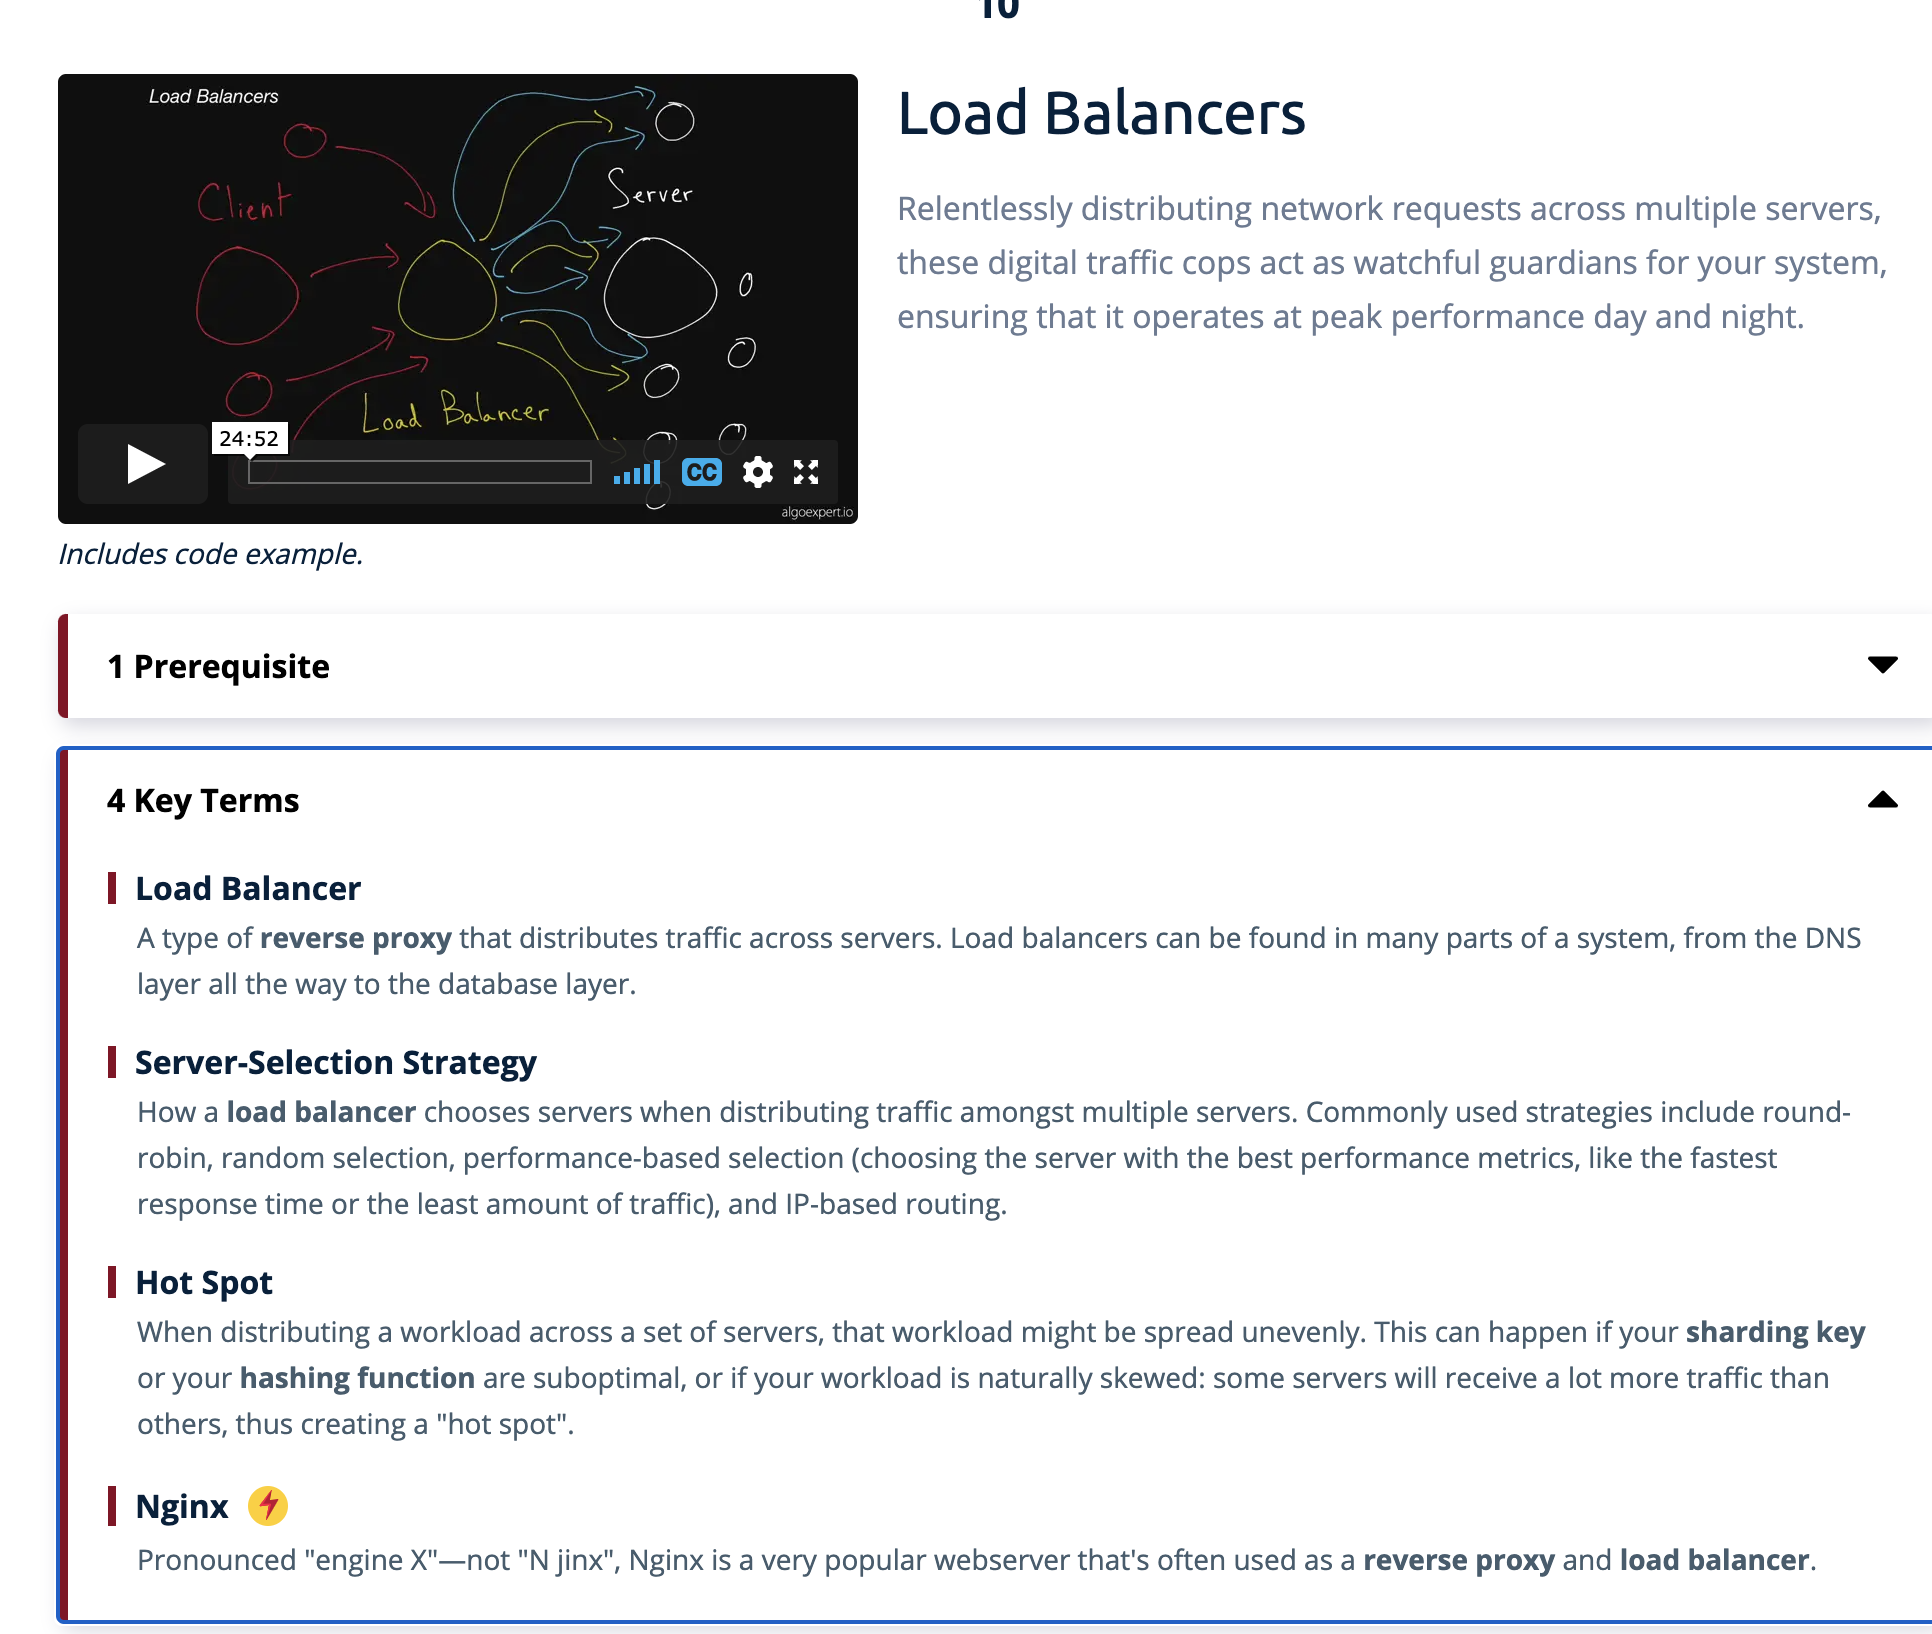 10
Load Balancers
Client
Server
Load Balancer
24:52
CC
algoexpert.io
Includes code example.
Load Balancers
Relentlessly distributing network requests across multiple servers,
these digital traffic cops act as watchful guardians for your system,
ensuring that it operates at peak performance day and night.
1 Prerequisite
4 Key Terms
Load Balancer
A type of reverse proxy that distributes traffic across servers. Load balancers can be found in many parts of a system, from the DNS
layer all the way to the database layer.
Server-Selection Strategy
How a load balancer chooses servers when distributing traffic amongst multiple servers. Commonly used strategies include round-
robin, random selection, performance-based selection (choosing the server with the best performance metrics, like the fastest
response time or the least amount of traffic), and IP-based routing.
Hot Spot
When distributing a workload across a set of servers, that workload might be spread unevenly. This can happen if your sharding key
or your hashing function are suboptimal, or if your workload is naturally skewed: some servers will receive a lot more traffic than
others, thus creating a "hot spot".
Nginx
Pronounced "engine X"—not "N jinx", Nginx is a very popular webserver that's often used as a reverse proxy and load balancer.